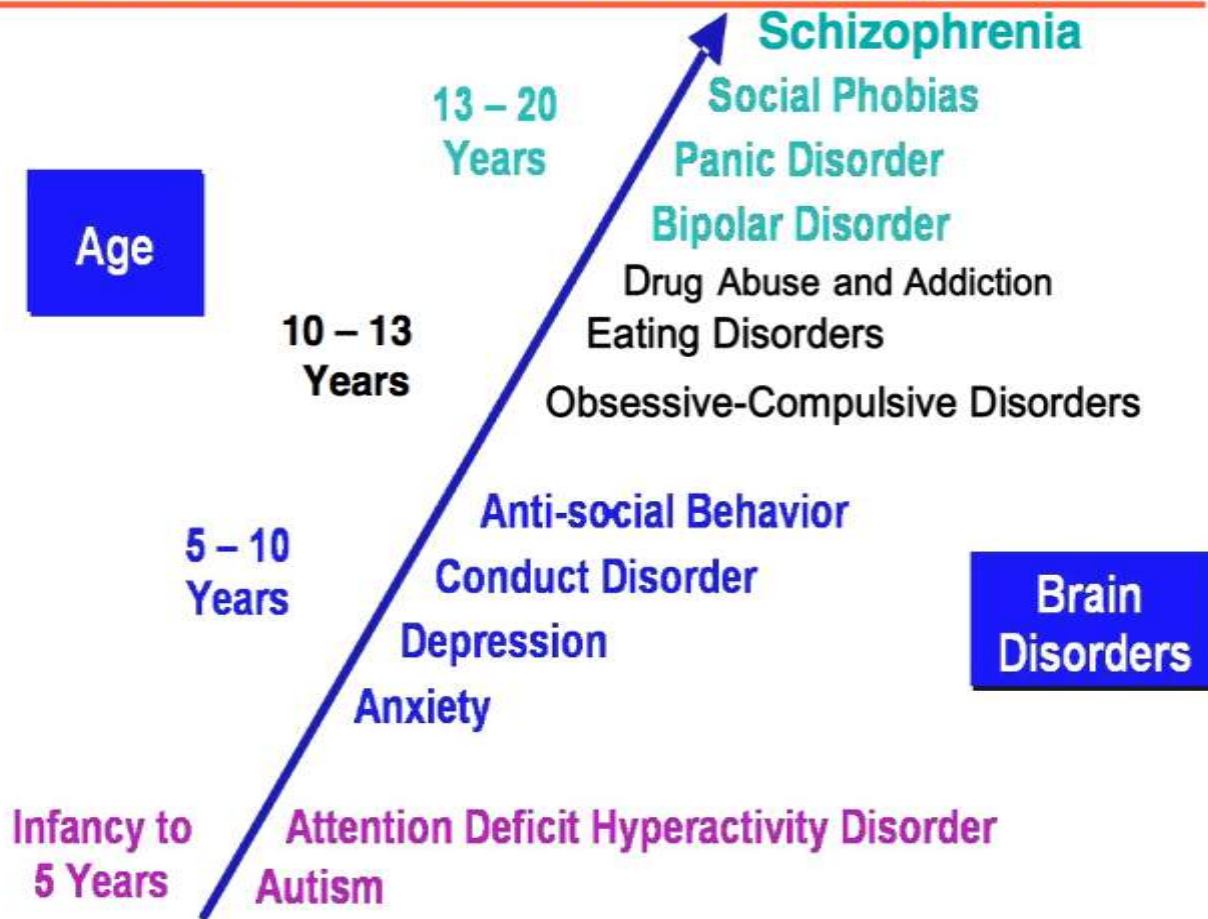 Schizophrenia
13 – 20
Years
Social Phobias
Panic Disorder
Bipolar Disorder
Age
Drug Abuse and Addiction
10 – 13
Years
Eating Disorders
Obsessive-Compulsive Disorders
Anti-social Behavior
5 – 10
Years
Conduct Disorder
Depression
Anxiety
Brain
Disorders
Infancy to
5 Years
Attention Deficit Hyperactivity Disorder
Autism